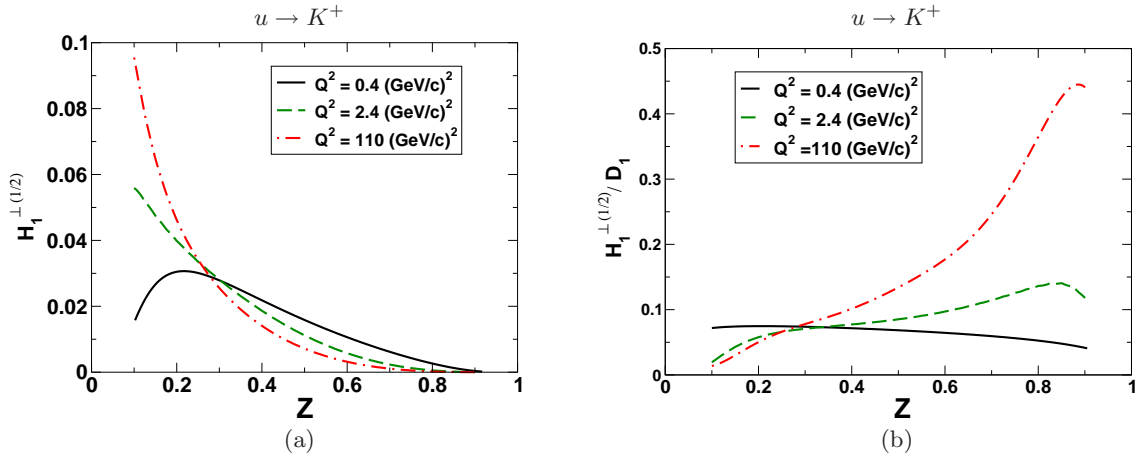 u → K⁺
H₁^⊥(1/2)
0.1
0.08
0.06
0.04
0.02
0
0
0.2
0.4
0.6
0.8
1
Z
Q² = 0.4 (GeV/c)²
Q² = 2.4 (GeV/c)²
Q² = 110 (GeV/c)²
(a)
u → K⁺
H₁^⊥(1/2)/ D₁
0.5
0.4
0.3
0.2
0.1
0
0
0.2
0.4
0.6
0.8
1
Z
Q² = 0.4 (GeV/c)²
Q² = 2.4 (GeV/c)²
Q² =110 (GeV/c)²
(b)